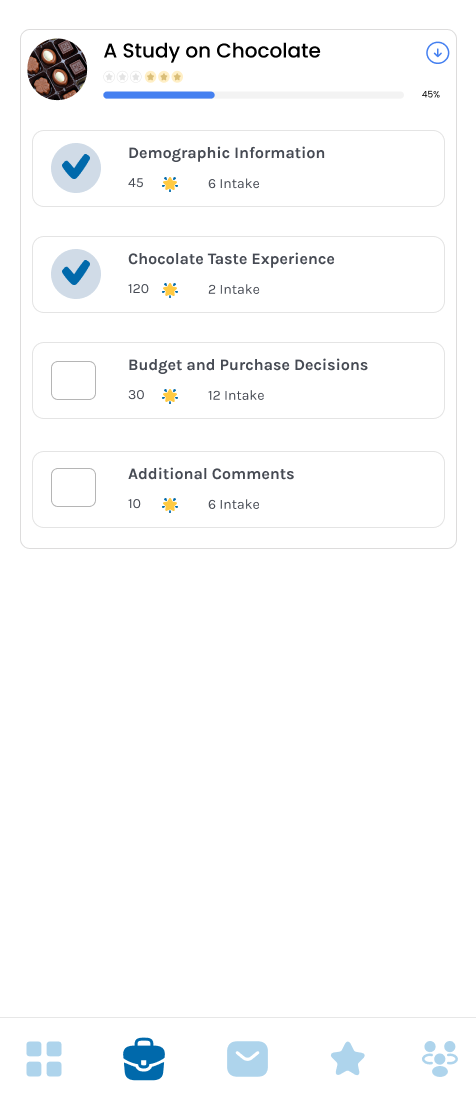 A Study on Chocolate
45%
Demographic Information
45 6 Intake
Chocolate Taste Experience
120 2 Intake
Budget and Purchase Decisions
30 12 Intake
Additional Comments
10 6 Intake